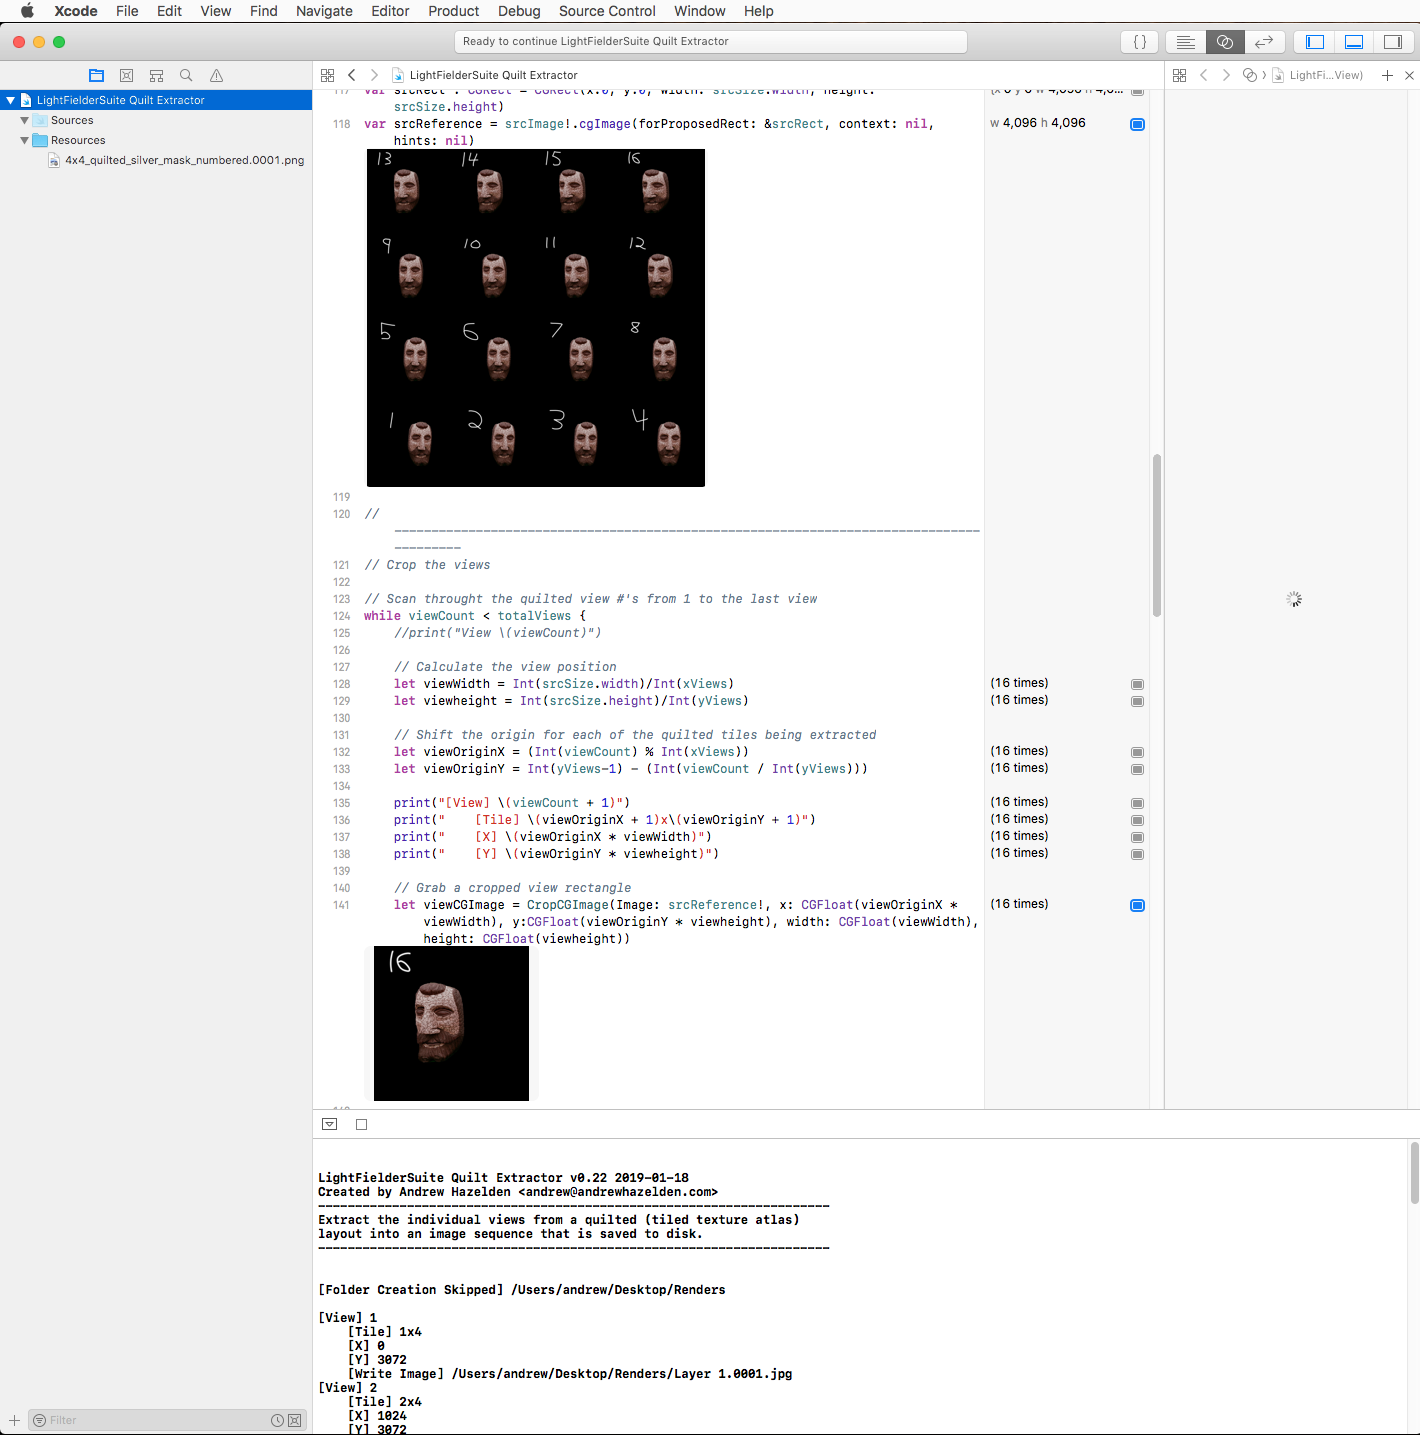 Xcode File Edit View Find Navigate Editor Product Debug Source Control Window Help
Ready to continue LightFielderSuite Quilt Extractor
{ }
LightFielderSuite Quilt Extractor
LightFi...View)
LightFielderSuite Quilt Extractor
Sources
Resources
4x4_quilted_silver_mask_numbered.0001.png
117 var srcRect : CGRect = CGRect(x:0, y:0, width: srcSize.width, height:
srcSize.height)
118 var srcReference = srcImage!.cgImage(forProposedRect: &srcRect, context: nil,
hints: nil)
w 4,096 h 4,096
13 14 15 16
9 10 11 12
5 6 7 8
1 2 3 4
119
120 //
--------------------------------------------------------------------------------
---------
121 // Crop the views
122
123 // Scan throught the quilted view #'s from 1 to the last view
124 while viewCount < totalViews {
125 //print("View \(viewCount)")
126
127 // Calculate the view position
128 let viewWidth = Int(srcSize.width)/Int(xViews) (16 times)
129 let viewheight = Int(srcSize.height)/Int(yViews) (16 times)
130
131 // Shift the origin for each of the quilted tiles being extracted
132 let viewOriginX = (Int(viewCount) % Int(xViews)) (16 times)
133 let viewOriginY = Int(yViews-1) - (Int(viewCount / Int(yViews))) (16 times)
134
135 print("[View] \(viewCount + 1)") (16 times)
136 print("    [Tile] \(viewOriginX + 1)x\(viewOriginY + 1)") (16 times)
137 print("    [X] \(viewOriginX * viewWidth)") (16 times)
138 print("    [Y] \(viewOriginY * viewheight)") (16 times)
139
140 // Grab a cropped view rectangle
141 let viewCGImage = CropCGImage(Image: srcReference!, x: CGFloat(viewOriginX * (16 times)
viewWidth), y:CGFloat(viewOriginY * viewheight), width: CGFloat(viewWidth),
height: CGFloat(viewheight))
16
LightFielderSuite Quilt Extractor v0.22 2019-01-18
Created by Andrew Hazelden <andrew@andrewhazelden.com>
---------------------------------------------------------------------
Extract the individual views from a quilted (tiled texture atlas)
layout into an image sequence that is saved to disk.
---------------------------------------------------------------------
[Folder Creation Skipped] /Users/andrew/Desktop/Renders
[View] 1
[Tile] 1x4
[X] 0
[Y] 3072
[Write Image] /Users/andrew/Desktop/Renders/Layer 1.0001.jpg
[View] 2
[Tile] 2x4
[X] 1024
[Y] 3072
Filter